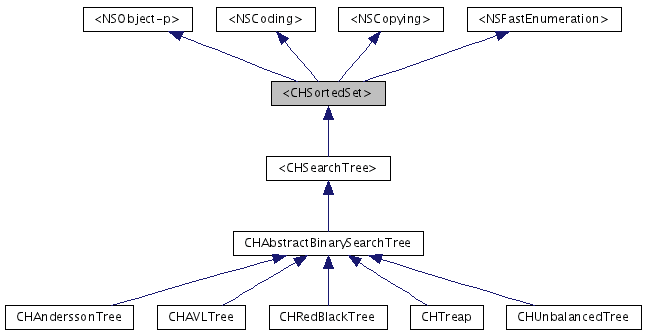 <NSObject-p>
<NSCoding>
<NSCopying>
<NSFastEnumeration>
<CHSortedSet>
<CHSearchTree>
CHAbstractBinarySearchTree
CHAnderssonTree
CHAVLTree
CHRedBlackTree
CHTreap
CHUnbalancedTree